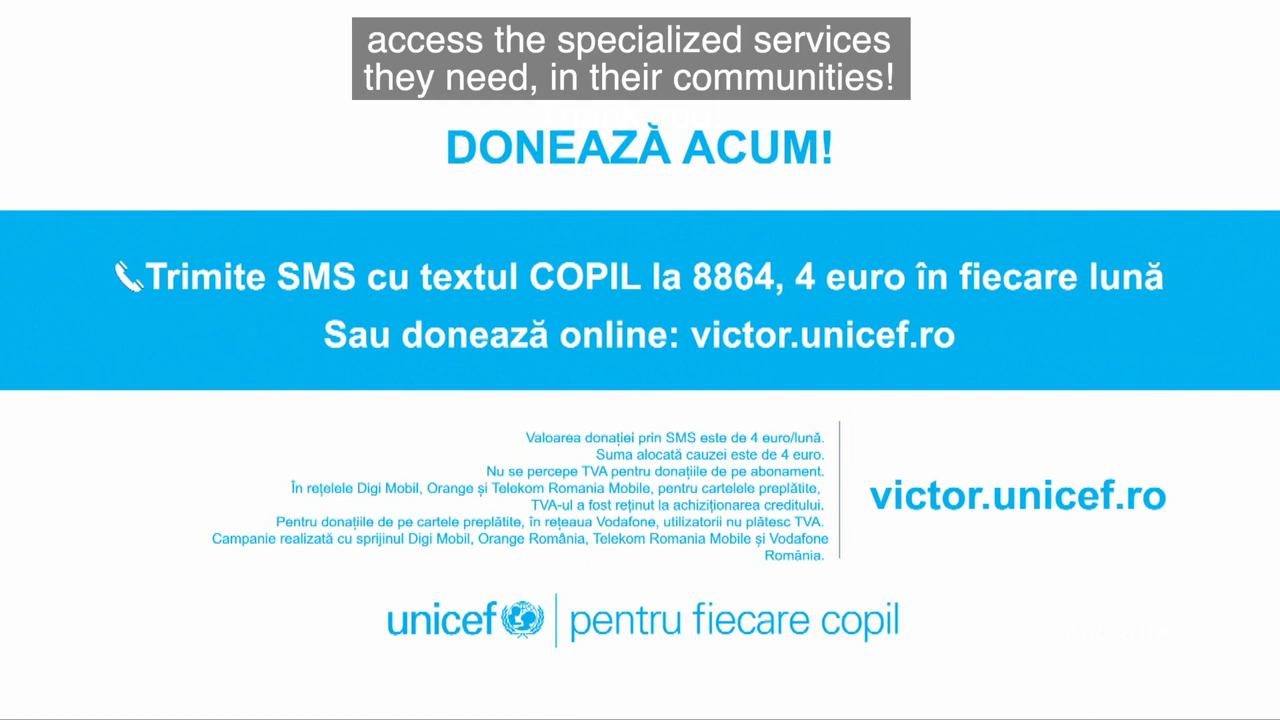 access the specialized services
they need, in their communities!
DONEAZĂ ACUM!
Trimite SMS cu textul COPIL la 8864, 4 euro în fiecare lună
Sau donează online: victor.unicef.ro
Valoarea donației prin SMS este de 4 euro/lună.
Suma alocată cauzei este de 4 euro.
Nu se percepe TVA pentru donațiile de pe abonament.
În rețelele Digi Mobil, Orange și Telekom Romania Mobile, pentru cartelele preplătite,
TVA-ul a fost reținut la achiziționarea creditului.
Pentru donațiile de pe cartele preplătite, în rețeaua Vodafone, utilizatorii nu plătesc TVA.
Campanie realizată cu sprijinul Digi Mobil, Orange România, Telekom Romania Mobile și Vodafone
România.
victor.unicef.ro
unicef pentru fiecare copil